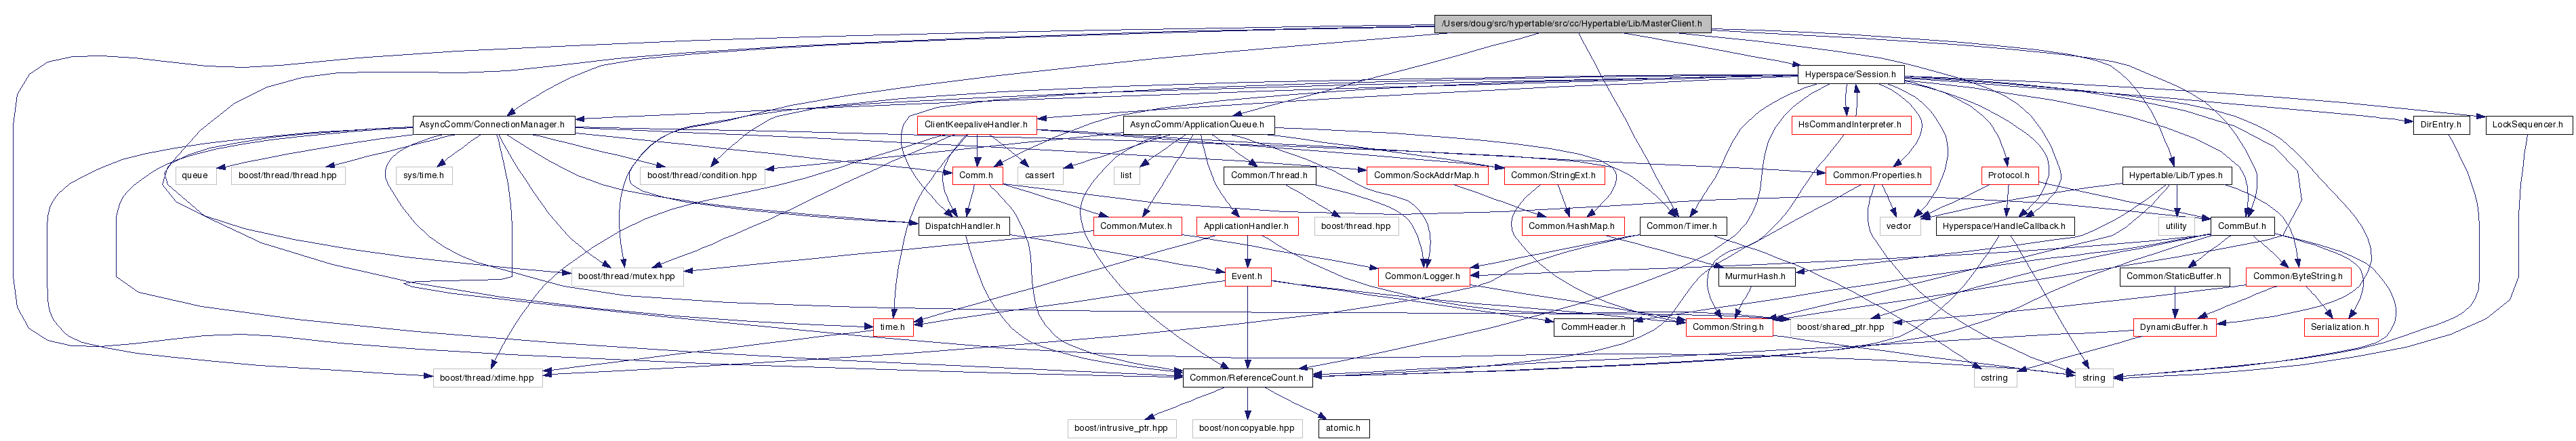 /Users/doug/src/hypertable/src/cc/Hypertable/Lib/MasterClient.h
Hyperspace/Session.h
AsyncComm/ConnectionManager.h
ClientKeepaliveHandler.h
AsyncComm/ApplicationQueue.h
HsCommandInterpreter.h
DirEntry.h
LockSequencer.h
queue
boost/thread/thread.hpp
sys/time.h
boost/thread/condition.hpp
Comm.h
cassert
list
Common/Thread.h
Common/SockAddrMap.h
Common/StringExt.h
Common/Properties.h
Protocol.h
Hypertable/Lib/Types.h
DispatchHandler.h
Common/Mutex.h
ApplicationHandler.h
boost/thread.hpp
Common/HashMap.h
Common/Timer.h
vector
Hyperspace/HandleCallback.h
utility
CommBuf.h
boost/thread/mutex.hpp
Event.h
Common/Logger.h
MurmurHash.h
Common/StaticBuffer.h
Common/ByteString.h
time.h
CommHeader.h
Common/String.h
boost/shared_ptr.hpp
DynamicBuffer.h
Serialization.h
boost/thread/xtime.hpp
Common/ReferenceCount.h
cstring
string
boost/intrusive_ptr.hpp
boost/noncopyable.hpp
atomic.h